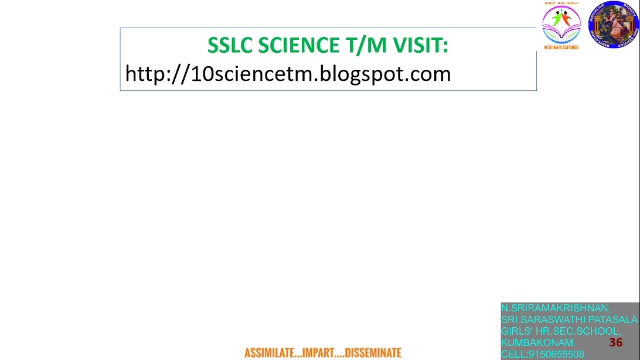 SSLC SCIENCE T/M VISIT:
http://10sciencetm.blogspot.com
N.SRIRAMAKRISHNAN,
SRI SARASWATHI PATASALA
GIRLS' HR.SEC.SCHOOL,
KUMBAKONAM.
CELL:9150655508
36
ASSIMILATE...IMPART....DISSEMINATE